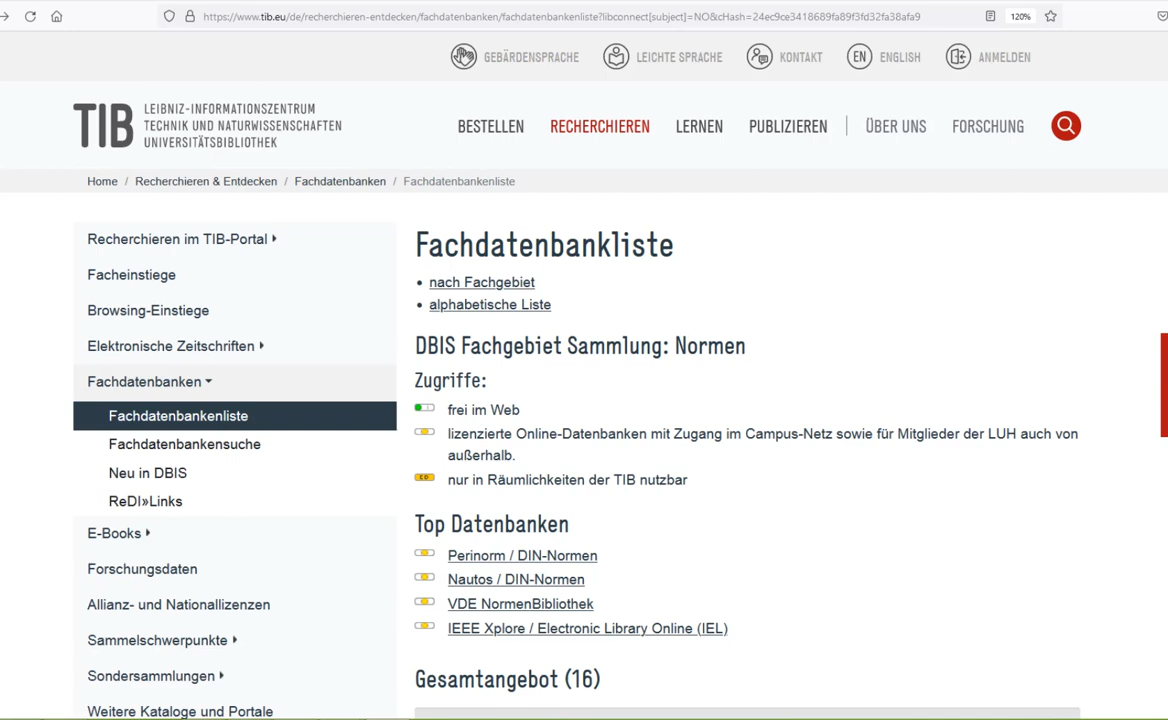 https://www.tib.eu/de/recherchieren-entdecken/fachdatenbanken/fachdatenbankenliste?libconnect[subject]=NO&cHash=24ec9ce3418689fa89f3fd32fa38afa9
120%
GEBÄRDENSPRACHE
LEICHTE SPRACHE
KONTAKT
EN ENGLISH
ANMELDEN
TIB
LEIBNIZ-INFORMATIONSZENTRUM
TECHNIK UND NATURWISSENSCHAFTEN
UNIVERSITÄTSBIBLIOTHEK
BESTELLEN
RECHERCHIEREN
LERNEN
PUBLIZIEREN
ÜBER UNS
FORSCHUNG
Home / Recherchieren & Entdecken / Fachdatenbanken / Fachdatenbankenliste
Recherchieren im TIB-Portal
Facheinstiege
Browsing-Einstiege
Elektronische Zeitschriften
Fachdatenbanken
Fachdatenbankenliste
Fachdatenbankensuche
Neu in DBIS
ReDI»Links
E-Books
Forschungsdaten
Allianz- und Nationallizenzen
Sammelschwerpunkte
Sondersammlungen
Weitere Kataloge und Portale
Fachdatenbankliste
• nach Fachgebiet
• alphabetische Liste
DBIS Fachgebiet Sammlung: Normen
Zugriffe:
frei im Web
lizenzierte Online-Datenbanken mit Zugang im Campus-Netz sowie für Mitglieder der LUH auch von
außerhalb.
nur in Räumlichkeiten der TIB nutzbar
Top Datenbanken
Perinorm / DIN-Normen
Nautos / DIN-Normen
VDE NormenBibliothek
IEEE Xplore / Electronic Library Online (IEL)
Gesamtangebot (16)